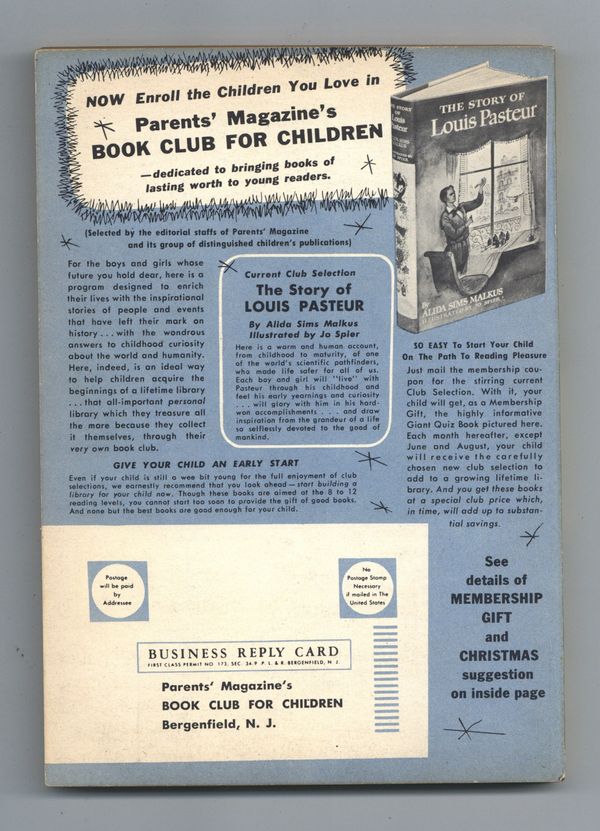 NOW Enroll the Children You Love in
Parents' Magazine's
BOOK CLUB FOR CHILDREN
—dedicated to bringing books of
lasting worth to young readers.
(Selected by the editorial staffs of Parents' Magazine
and its group of distinguished children's publications)
For the boys and girls whose
future you hold dear, here is a
program designed to enrich
their lives with the inspirational
stories of people and events
that have left their mark on
history . . . with the wondrous
answers to childhood curiosity
about the world and humanity.
Here, indeed, is an ideal way
to help children acquire the
beginnings of a lifetime library
. . . that all-important personal
library which they treasure all
the more because they collect
it themselves, through their
very own book club.
Current Club Selection
The Story of
LOUIS PASTEUR
By Alida Sims Malkus
Illustrated by Jo Spier
Here is a warm and human account,
from childhood to maturity, of one
of the world's scientific pathfinders,
who made life safer for all of us.
Each boy and girl will "live" with
Pasteur through his childhood and
feel his early yearnings and curiosity
. . . will glory with him in his hard-
won accomplishments . . . and draw
inspiration from the grandeur of a life
so selflessly devoted to the good of
mankind.
GIVE YOUR CHILD AN EARLY START
Even if your child is still a wee bit young for the full enjoyment of club
selections, we earnestly recommend that you look ahead—start building a
library for your child now. Though these books are aimed at the 8 to 12
reading levels, you cannot start too soon to provide the gift of good books.
And none but the best books are good enough for your child.
THE STORY OF
Louis Pasteur
THE STORY OF
Louis Pasteur
By ALIDA SIMS MALKUS
ILLUSTRATED BY JO SPIER
SO EASY To Start Your Child
On The Path To Reading Pleasure
Just mail the membership cou-
pon for the stirring current
Club Selection. With it, your
child will get, as a Membership
Gift, the highly informative
Giant Quiz Book pictured here.
Each month hereafter, except
June and August, your child
will receive the carefully
chosen new club selection to
add to a growing lifetime li-
brary. And you get these books
at a special club price which,
in time, will add up to substan-
tial savings.
See
details of
MEMBERSHIP
GIFT
and
CHRISTMAS
suggestion
on inside page
Postage
will be paid
by
Addressee
No
Postage Stamp
Necessary
if mailed in The
United States
BUSINESS REPLY CARD
FIRST CLASS PERMIT NO 173, SEC. 34.9 P. L. & R. BERGENFIELD, N. J.
Parents' Magazine's
BOOK CLUB FOR CHILDREN
Bergenfield, N. J.